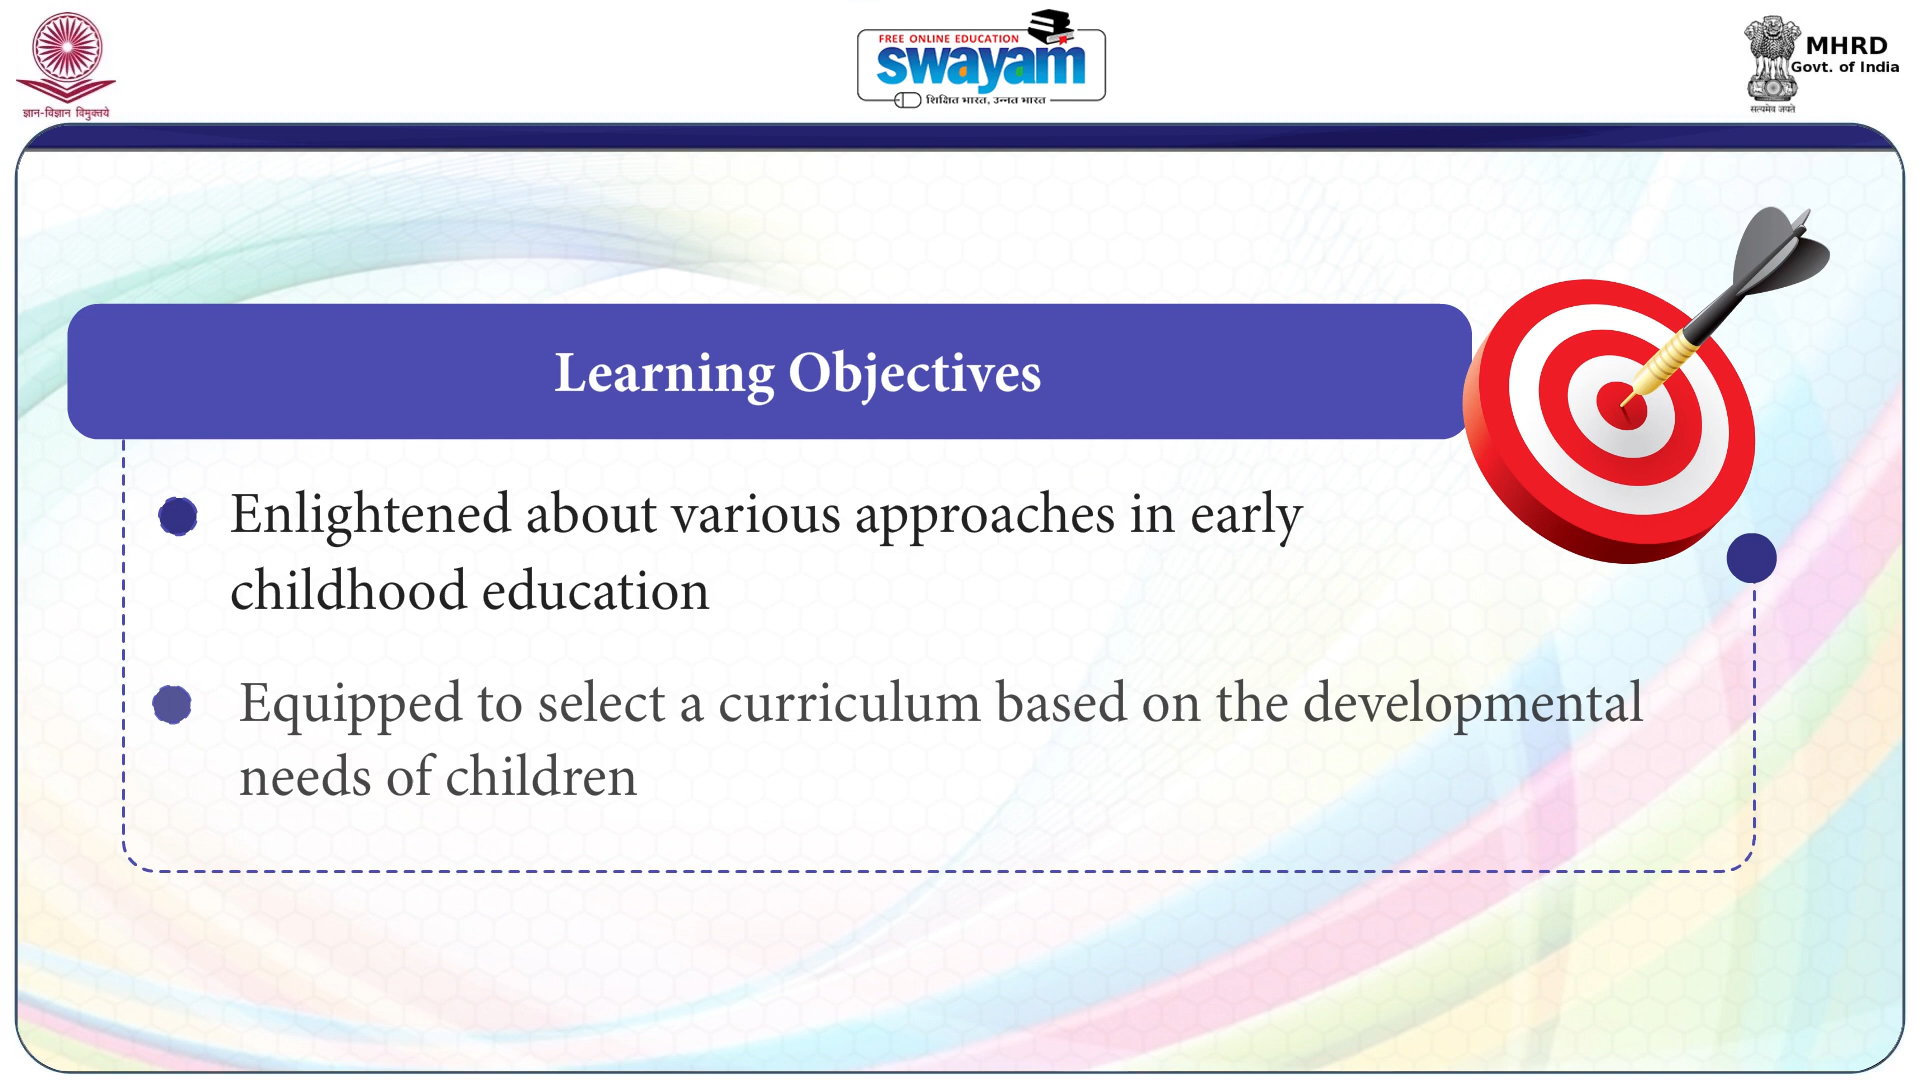 ज्ञान-विज्ञान विमुक्तये
FREE ONLINE EDUCATION
swayam
शिक्षित भारत, उन्नत भारत
MHRD
Govt. of India
सत्यमेव जयते
Learning Objectives
Enlightened about various approaches in early
childhood education
Equipped to select a curriculum based on the developmental
needs of children